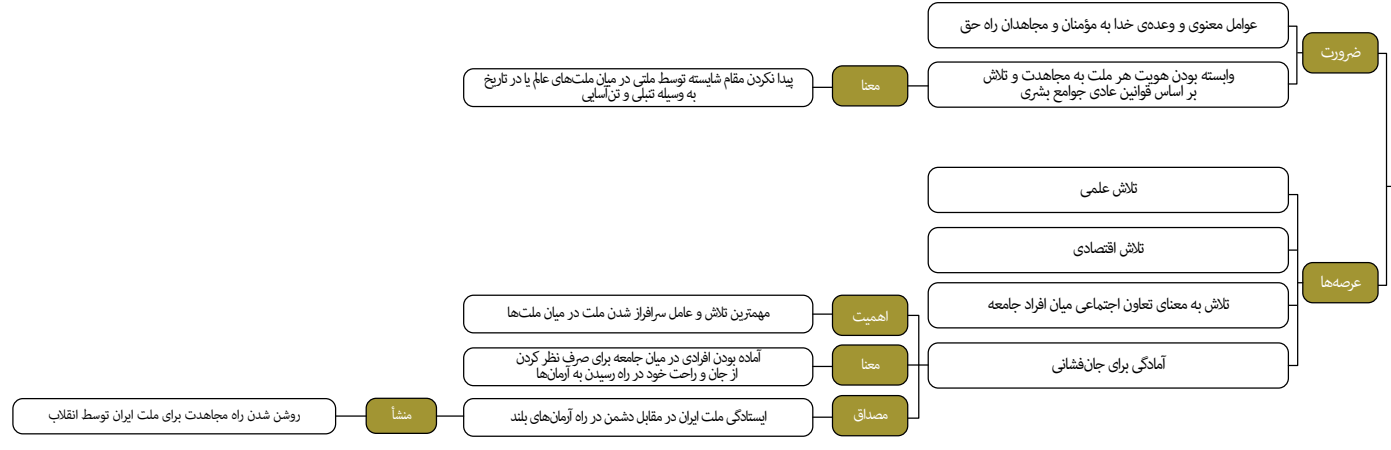 ضرورت
عوامل معنوی و وعده‌ی خدا به مؤمنان و مجاهدان راه حق
وابسته بودن هویت هر ملت به مجاهدت و تلاش
بر اساس قوانین عادی جوامع بشری
معنا
پیدا نکردن مقام شایسته توسط ملتی در میان ملت‌های عالم یا در تاریخ
به وسیله تنبلی و تن‌آسایی
عرصه‌ها
تلاش علمی
تلاش اقتصادی
تلاش به معنای تعاون اجتماعی میان افراد جامعه
آمادگی برای جان‌فشانی
اهمیت
مهمترین تلاش و عامل سرافراز شدن ملت در میان ملت‌ها
معنا
آماده بودن افرادی در میان جامعه برای صرف نظر کردن
از جان و راحت خود در راه رسیدن به آرمان‌ها
مصداق
ایستادگی ملت ایران در مقابل دشمن در راه آرمان‌های بلند
منشأ
روشن شدن راه مجاهدت برای ملت ایران توسط انقلاب